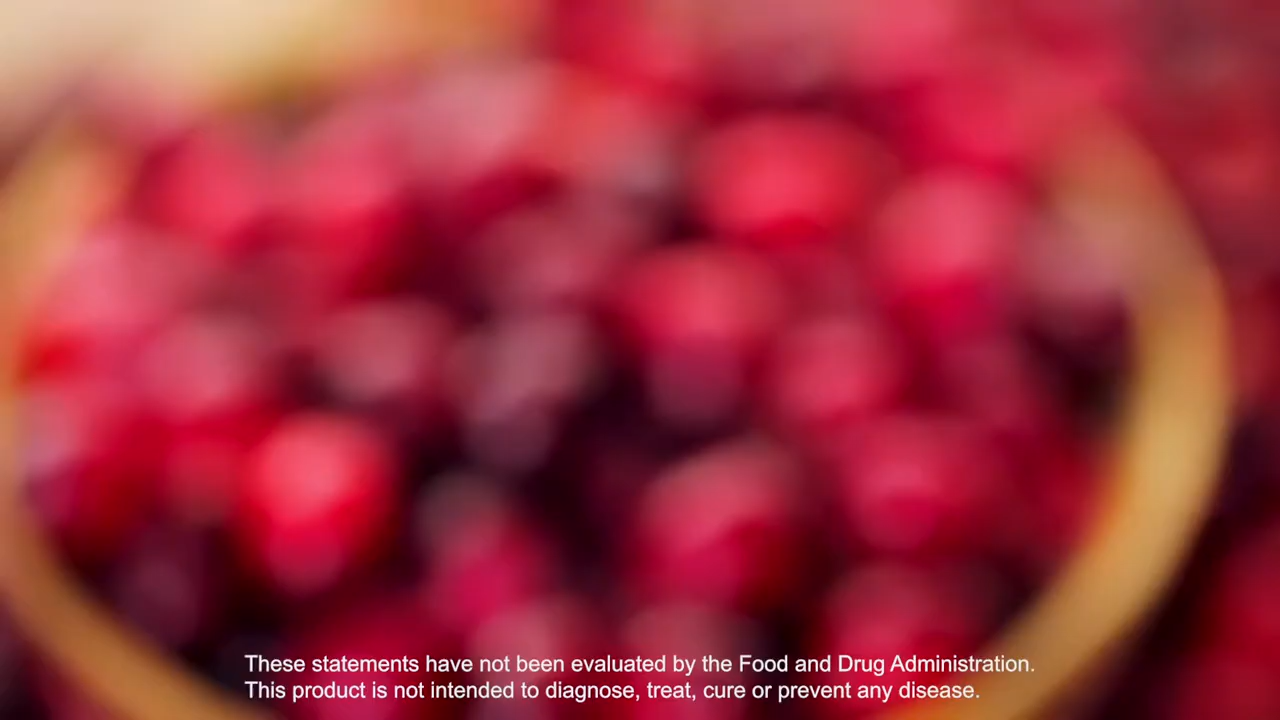 These statements have not been evaluated by the Food and Drug Administration.
This product is not intended to diagnose, treat, cure or prevent any disease.